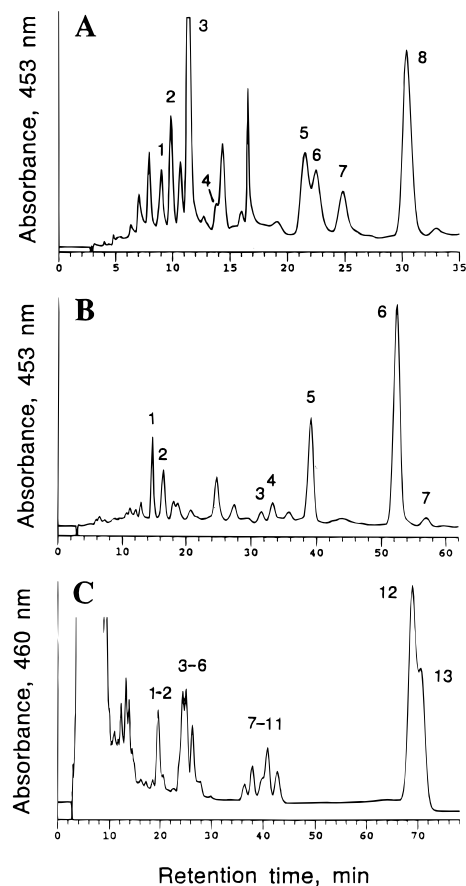 A
Absorbance, 453 nm
1 2 3 4 5 6 7 8
0 5 10 15 20 25 30 35
B
Absorbance, 453 nm
1 2 3 4 5 6 7
0 10 20 30 40 50 60
C
Absorbance, 460 nm
1–2 3–6 7–11 12 13
0 10 20 30 40 50 60 70
Retention time, min